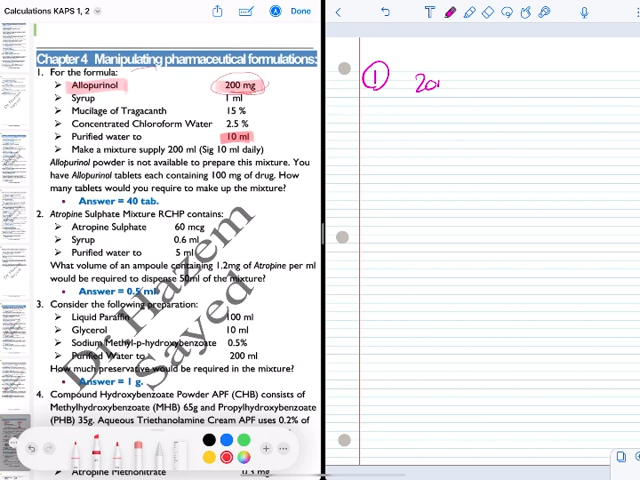 Calculations KAPS 1, 2
Done
Chapter 4 Manipulating pharmaceutical formulations:
1. For the formula:
➤ Allopurinol 200 mg
➤ Syrup 1 ml
➤ Mucilage of Tragacanth 15 %
➤ Concentrated Chloroform Water 2.5 %
➤ Purified water to 10 ml
➤ Make a mixture supply 200 ml (Sig 10 ml daily)
Allopurinol powder is not available to prepare this mixture. You
have Allopurinol tablets each containing 100 mg of drug. How
many tablets would you require to make up the mixture?
• Answer = 40 tab.
2. Atropine Sulphate Mixture RCHP contains:
➤ Atropine Sulphate 60 mcg
➤ Syrup 0.6 ml
➤ Purified water to 5 ml
What volume of an ampoule containing 1.2mg of Atropine per ml
would be required to dispense 50ml of the mixture?
• Answer = 0.5 ml.
3. Consider the following preparation:
➤ Liquid Paraffin 100 ml
➤ Glycerol 10 ml
➤ Sodium Methyl-p-hydroxybenzoate 0.5%
➤ Purified Water to 200 ml
How much preservative would be required in the mixture?
• Answer = 1 g.
4. Compound Hydroxybenzoate Powder APF (CHB) consists of
Methylhydroxybenzoate (MHB) 65g and Propylhydroxybenzoate
(PHB) 35g. Aqueous Triethanolamine Cream APF uses 0.2% of
Atropine Methonitrate 0.3 mg
Dr. Hazem
Sayed
1 20